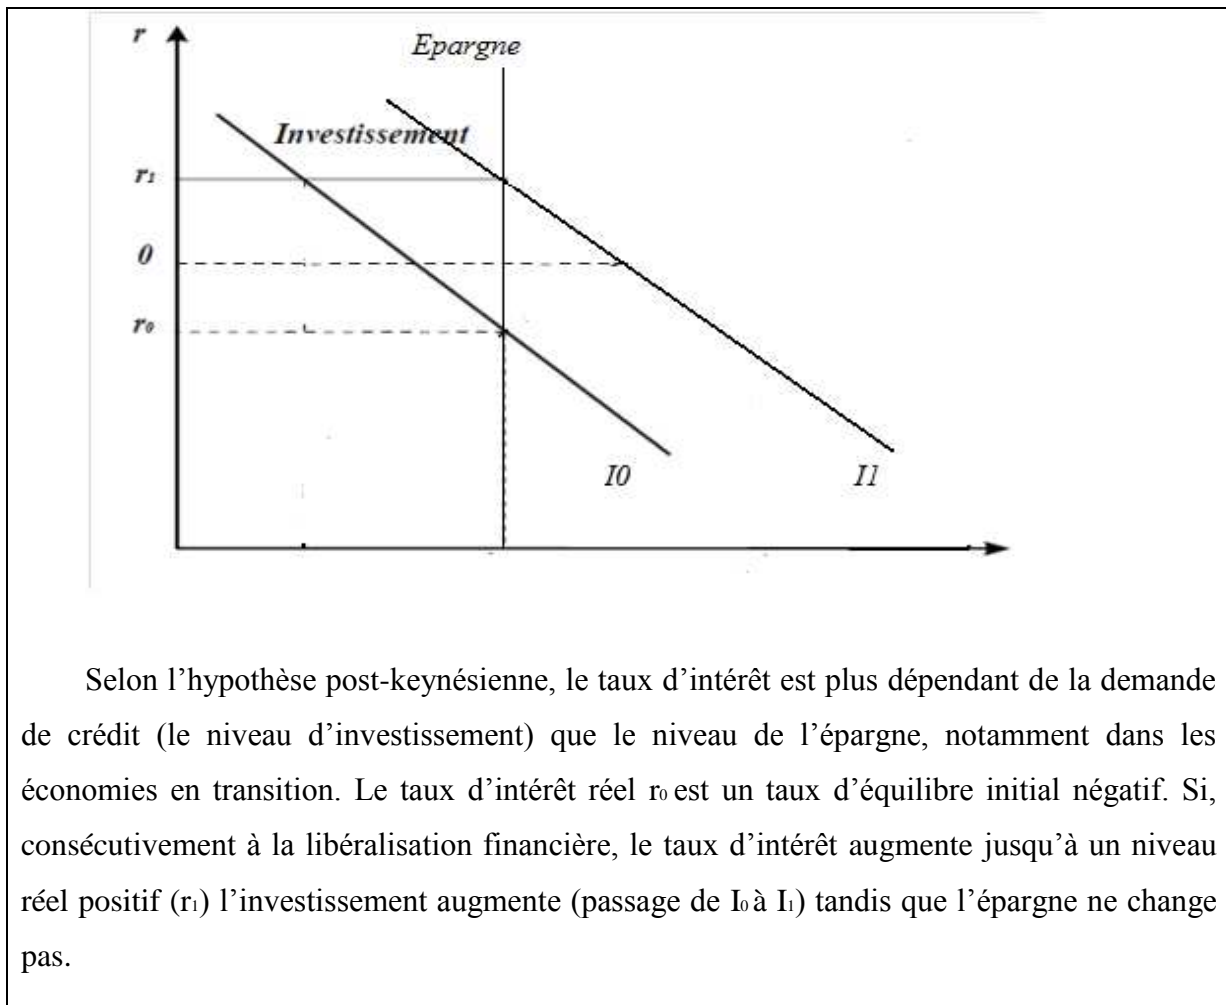 r
Epargne
Investissement
r₁
0
r₀
I0
I1
Selon l’hypothèse post-keynésienne, le taux d’intérêt est plus dépendant de la demande
de crédit (le niveau d’investissement) que le niveau de l’épargne, notamment dans les
économies en transition. Le taux d’intérêt réel r₀ est un taux d’équilibre initial négatif. Si,
consécutivement à la libéralisation financière, le taux d’intérêt augmente jusqu’à un niveau
réel positif (r₁) l’investissement augmente (passage de I₀ à I₁) tandis que l’épargne ne change
pas.